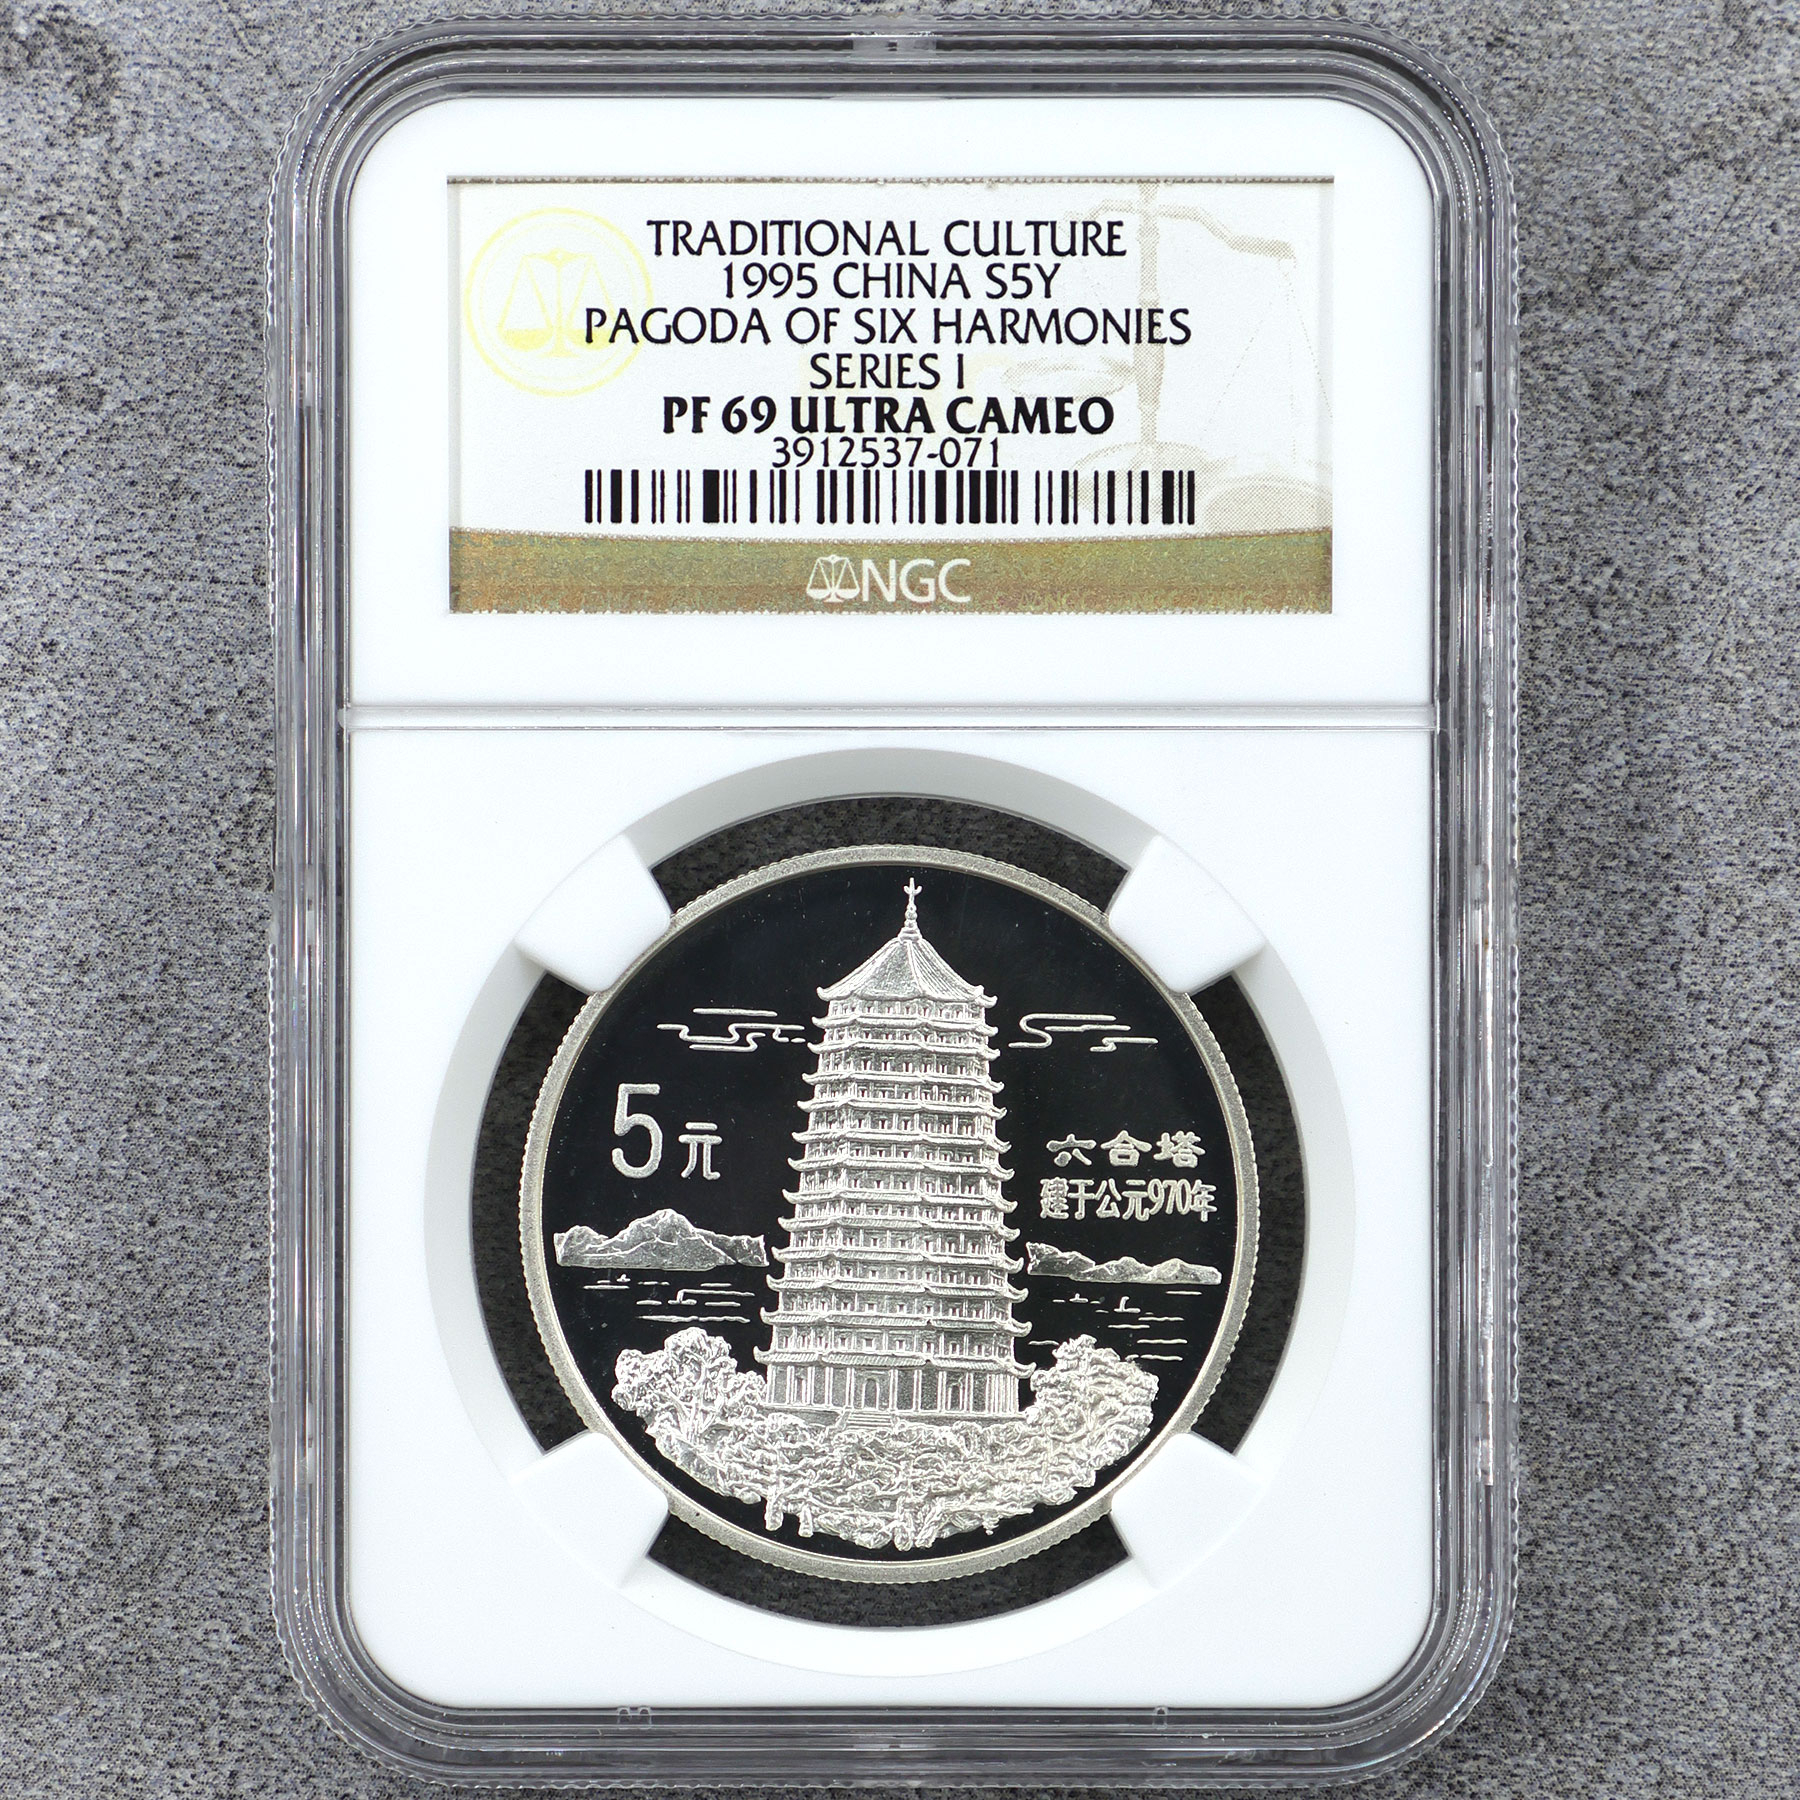 TRADITIONAL CULTURE
1995 CHINA S5Y
PAGODA OF SIX HARMONIES
SERIES I
PF 69 ULTRA CAMEO
3912537-071
NGC
5元
六合塔
建于公元970年